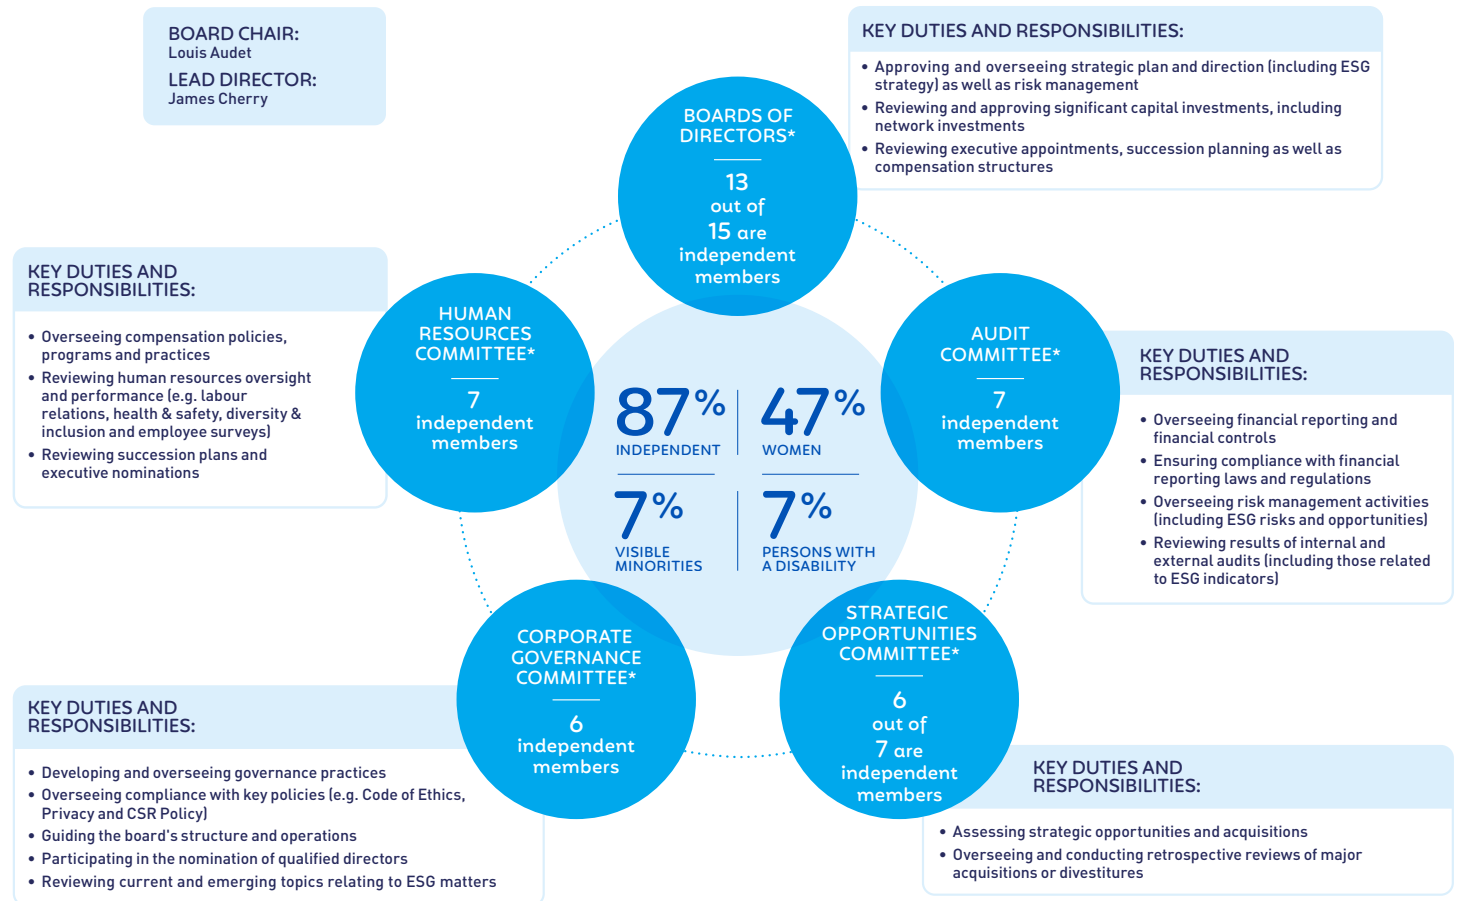 BOARD CHAIR:
Louis Audet
LEAD DIRECTOR:
James Cherry
KEY DUTIES AND RESPONSIBILITIES:
• Approving and overseeing strategic plan and direction (including ESG
strategy) as well as risk management
• Reviewing and approving significant capital investments, including
network investments
• Reviewing executive appointments, succession planning as well as
compensation structures
BOARDS OF
DIRECTORS*
13
out of
15 are
independent
members
KEY DUTIES AND
RESPONSIBILITIES:
• Overseeing compensation policies,
programs and practices
• Reviewing human resources oversight
and performance (e.g. labour
relations, health & safety, diversity &
inclusion and employee surveys)
• Reviewing succession plans and
executive nominations
HUMAN
RESOURCES
COMMITTEE*
7
independent
members
87%
INDEPENDENT
47%
WOMEN
7%
VISIBLE
MINORITIES
7%
PERSONS WITH
A DISABILITY
AUDIT
COMMITTEE*
7
independent
members
KEY DUTIES AND
RESPONSIBILITIES:
• Overseeing financial reporting and
financial controls
• Ensuring compliance with financial
reporting laws and regulations
• Overseeing risk management activities
(including ESG risks and opportunities)
• Reviewing results of internal and
external audits (including those related
to ESG indicators)
CORPORATE
GOVERNANCE
COMMITTEE*
6
independent
members
KEY DUTIES AND
RESPONSIBILITIES:
• Developing and overseeing governance practices
• Overseeing compliance with key policies (e.g. Code of Ethics,
Privacy and CSR Policy)
• Guiding the board's structure and operations
• Participating in the nomination of qualified directors
• Reviewing current and emerging topics relating to ESG matters
STRATEGIC
OPPORTUNITIES
COMMITTEE*
6
out of
7 are
independent
members
KEY DUTIES AND
RESPONSIBILITIES:
• Assessing strategic opportunities and acquisitions
• Overseeing and conducting retrospective reviews of major
acquisitions or divestitures